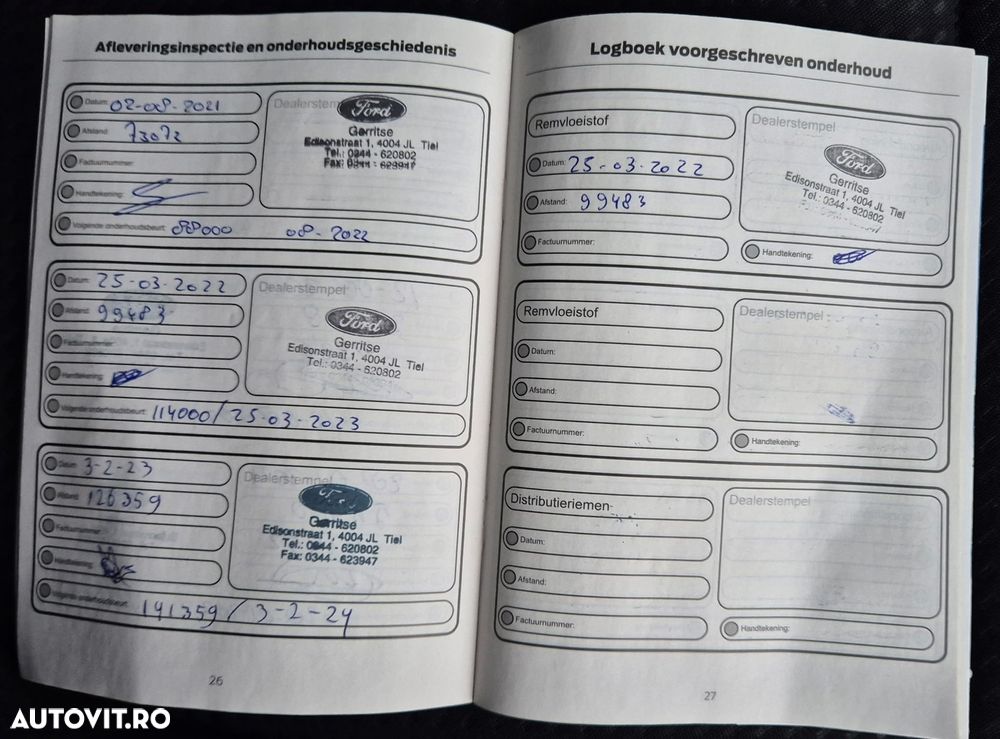 Afleveringsinspectie en onderhoudsgeschiedenis
Datum: 02-08-2021
Afstand: 73072
Factuurnummer:
Handtekening:
Volgende onderhoudsbeurt: 088000 08-2022
Dealerstempel
Ford
Gerritse
Edisonstraat 1, 4004 JL Tiel
Tel.: 0344 - 620802
Fax: 0344 - 623947
Datum: 25-03-2022
Afstand: 99483
Factuurnummer:
Handtekening:
Volgende onderhoudsbeurt: 114000/25-03-2023
Dealerstempel
Ford
Gerritse
Edisonstraat 1, 4004 JL Tiel
Tel.: 0344 - 620802
Datum: 3-2-23
Afstand: 126359
Factuurnummer:
Handtekening:
Volgende onderhoudsbeurt: 141359 / 3-2-24
Dealerstempel
Ford
Gerritse
Edisonstraat 1, 4004 JL Tiel
Tel.: 0344 - 620802
Fax: 0344 - 623947
26
Logboek voorgeschreven onderhoud
Remvloeistof
Datum: 25-03-2022
Afstand: 99483
Factuurnummer:
Dealerstempel
Ford
Gerritse
Edisonstraat 1, 4004 JL Tiel
Tel.: 0344 - 620802
Handtekening:
Remvloeistof
Datum:
Afstand:
Factuurnummer:
Dealerstempel
Handtekening:
Distributieriemen
Datum:
Afstand:
Factuurnummer:
Dealerstempel
Handtekening:
27
AUTOVIT.RO